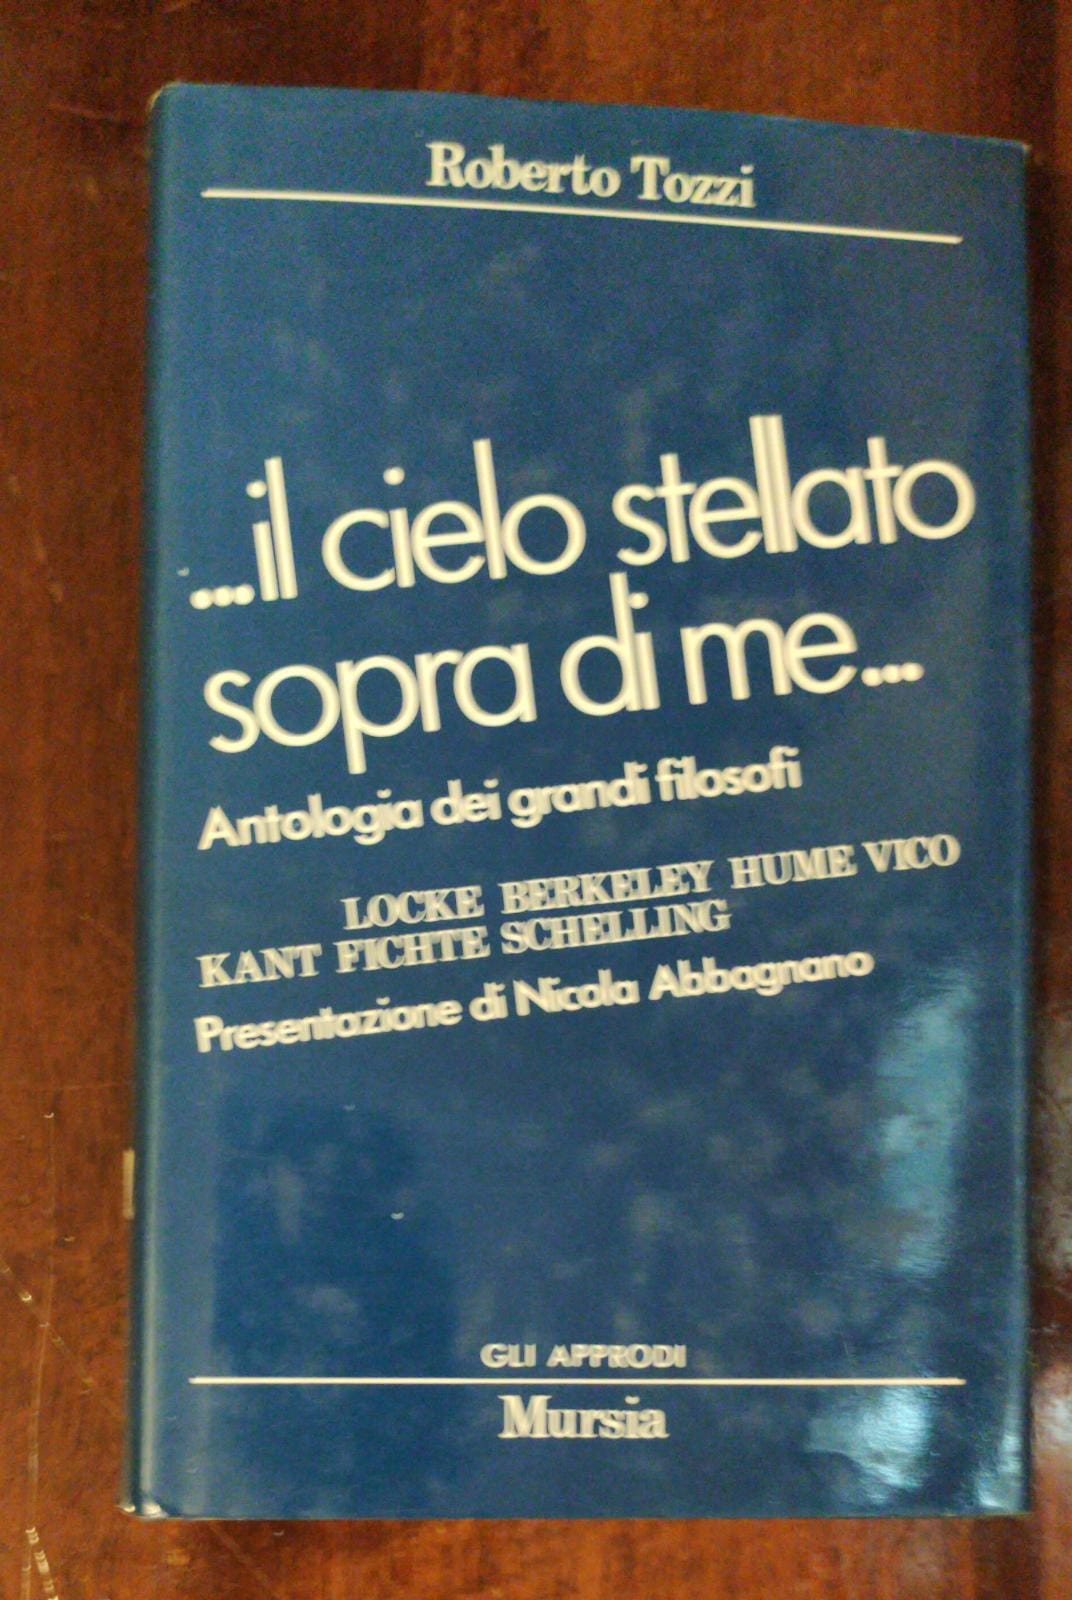 Roberto Tozzi
...il cielo stellato
sopra di me...
Antologia dei grandi filosofi
LOCKE BERKELEY HUME VICO
KANT FICHTE SCHELLING
Presentazione di Nicola Abbagnano
GLI APPRODI
Mursia